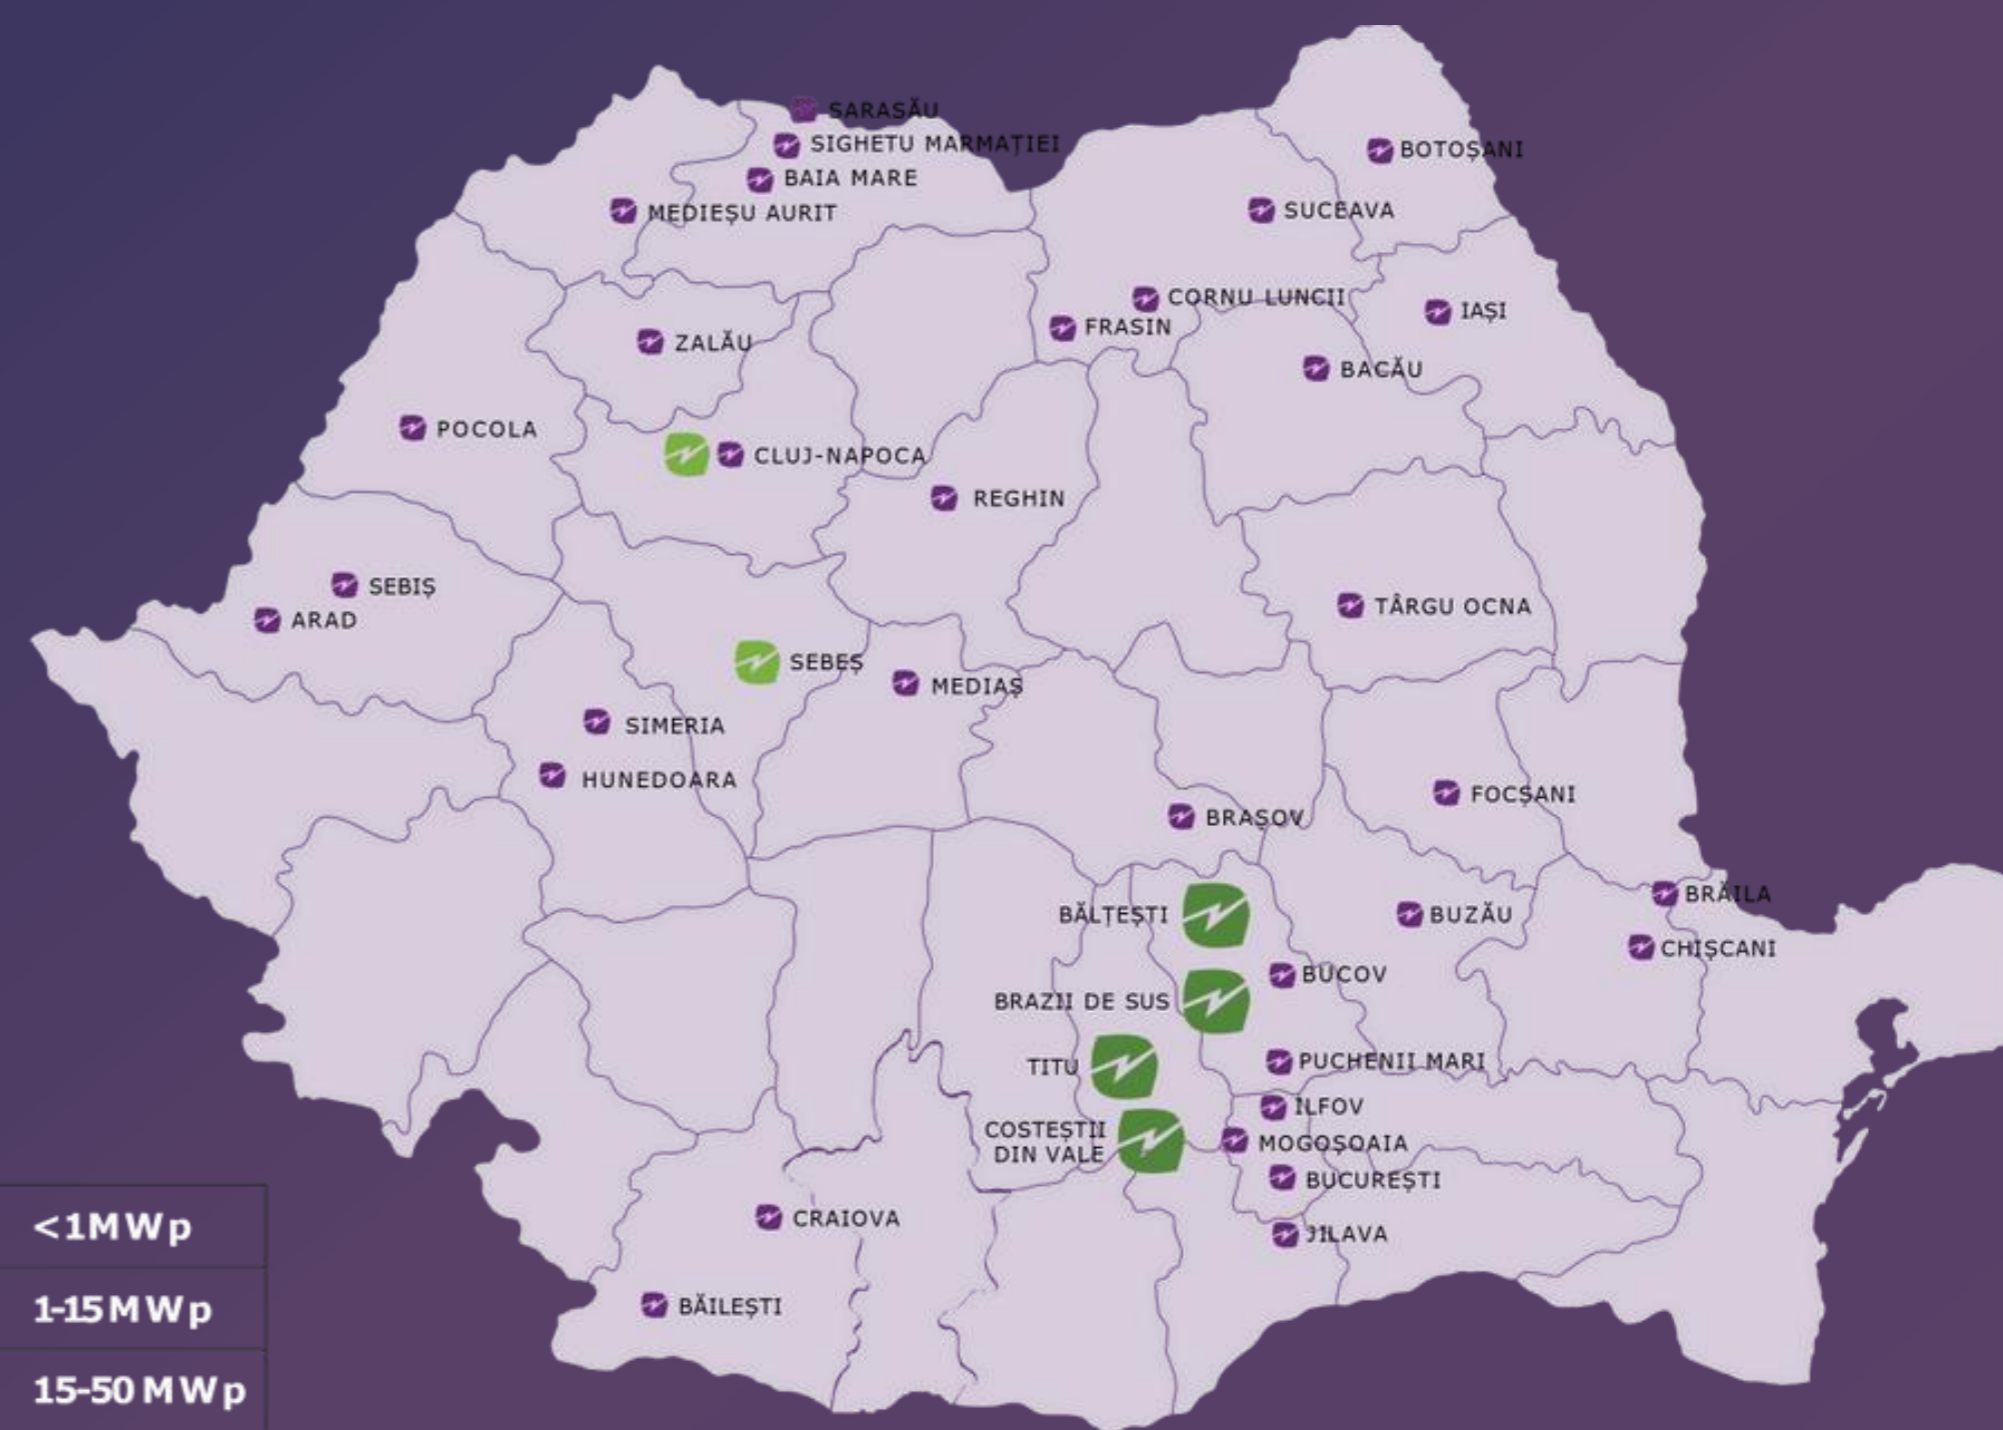 SARASĂU
SIGHETU MARMAȚIEI
BAIA MARE
MEDIEȘU AURIT
BOTOȘANI
SUCEAVA
CORNU LUNCII
FRASIN
IAȘI
BACĂU
ZALĂU
POCOLA
CLUJ-NAPOCA
REGHIN
SEBIȘ
ARAD
TÂRGU OCNA
SEBEȘ
MEDIAȘ
SIMERIA
HUNEDOARA
FOCȘANI
BRAȘOV
BĂLȚEȘTI
BUZĂU
BRĂILA
CHIȘCANI
BUCOV
BRAZII DE SUS
TITU
PUCHENII MARI
ILFOV
COSTEȘTII
DIN VALE
MOGOȘOAIA
BUCUREȘTI
JILAVA
CRAIOVA
BĂILEȘTI
<1MWp
1-15MWp
15-50 MWp